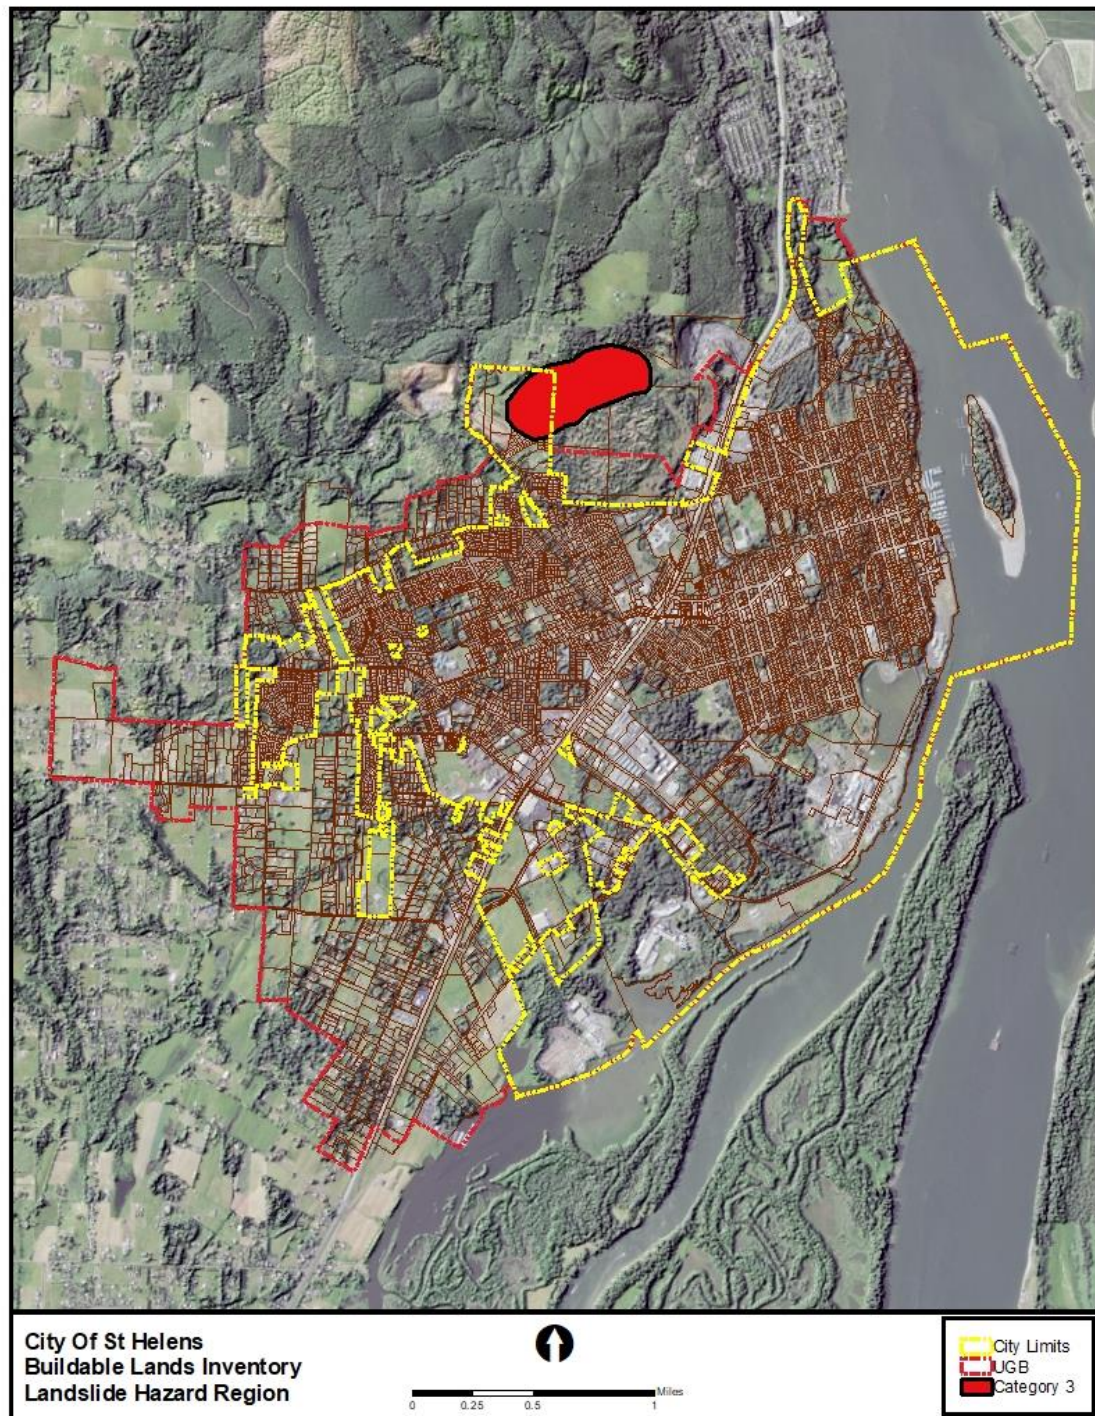 City Of St Helens
Buildable Lands Inventory
Landslide Hazard Region
Miles
0 0.25 0.5 1
City Limits
UGB
Category 3